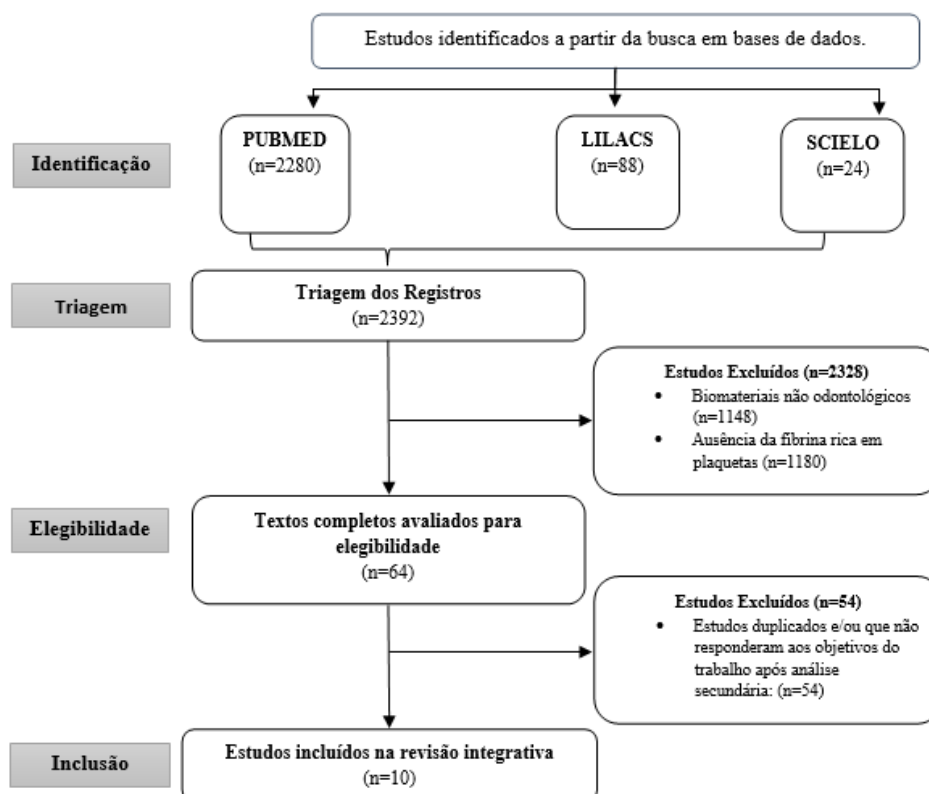 Estudos identificados a partir da busca em bases de dados.
Identificação
PUBMED
(n=2280)
LILACS
(n=88)
SCIELO
(n=24)
Triagem
Triagem dos Registros
(n=2392)
Estudos Excluídos (n=2328)
• Biomateriais não odontológicos
(n=1148)
• Ausência da fibrina rica em
plaquetas (n=1180)
Elegibilidade
Textos completos avaliados para
elegibilidade
(n=64)
Estudos Excluídos (n=54)
• Estudos duplicados e/ou que não
responderam aos objetivos do
trabalho após análise
secundária: (n=54)
Inclusão
Estudos incluídos na revisão integrativa
(n=10)